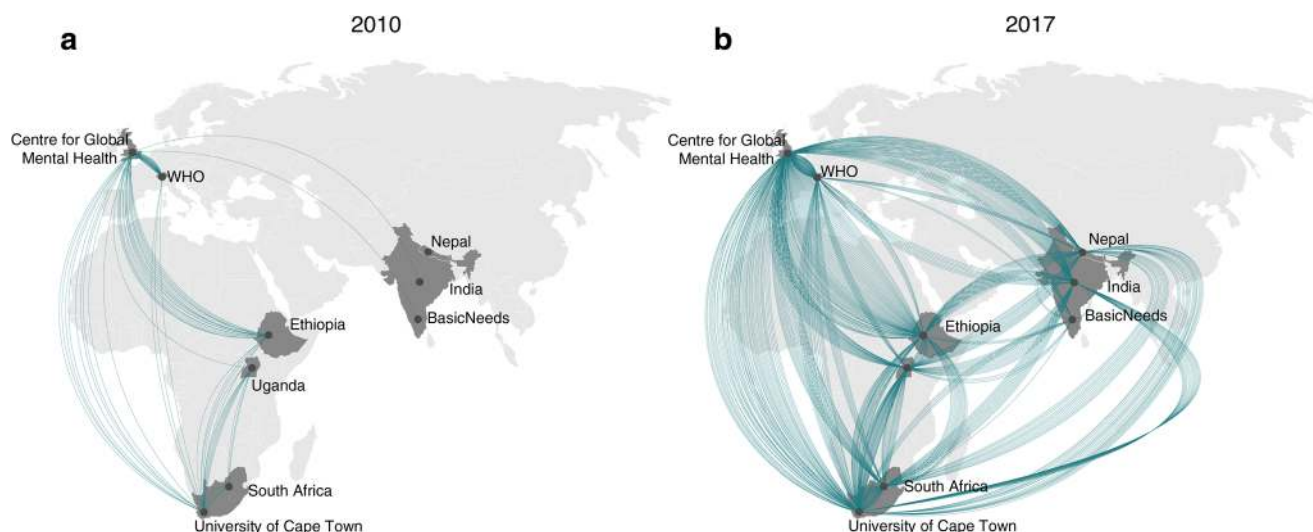 a
2010
Centre for Global
Mental Health
WHO
Nepal
India
BasicNeeds
Ethiopia
Uganda
South Africa
University of Cape Town
b
2017
Centre for Global
Mental Health
WHO
Nepal
India
BasicNeeds
Ethiopia
South Africa
University of Cape Town